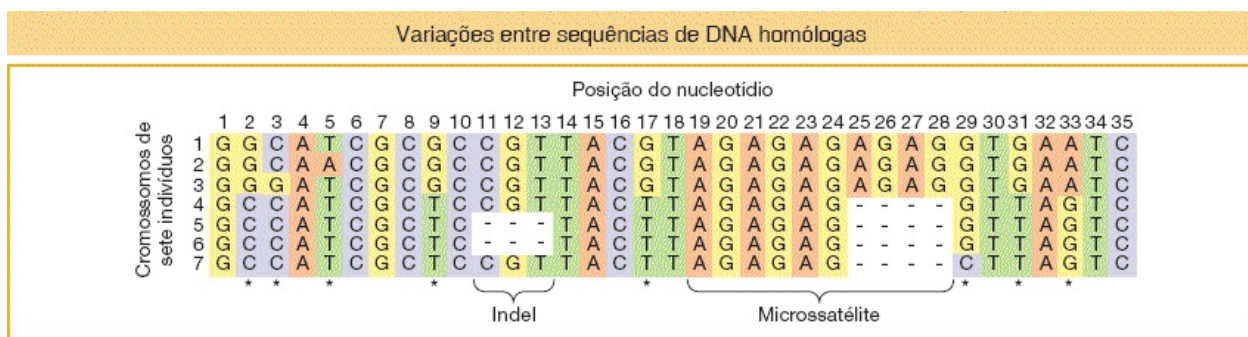 Variações entre sequências de DNA homólogas
Posição do nucleotídio
1 2 3 4 5 6 7 8 9 10 11 12 13 14 15 16 17 18 19 20 21 22 23 24 25 26 27 28 29 30 31 32 33 34 35
Cromossomos de
sete indivíduos
1 G G C A T C G C G C C G T T A C G T A G A G A G A G A G G T G A A T C
2 G G C A A C G C G C C G T T A C G T A G A G A G A G A G G T G A A T C
3 G G G A T C G C G C C G T T A C G T A G A G A G A G A G G T G A A T C
4 G C C A T C G C T C C G T T A C T T A G A G A G - - - - G T T A G T C
5 G C C A T C G C T C - - - T A C T T A G A G A G - - - - G T T A G T C
6 G C C A T C G C T C - - - T A C T T A G A G A G - - - - G T T A G T C
7 G C C A T C G C T C C G T T A C T T A G A G A G - - - - C T T A G T C
* * * * * * * *
Indel Microssatélite